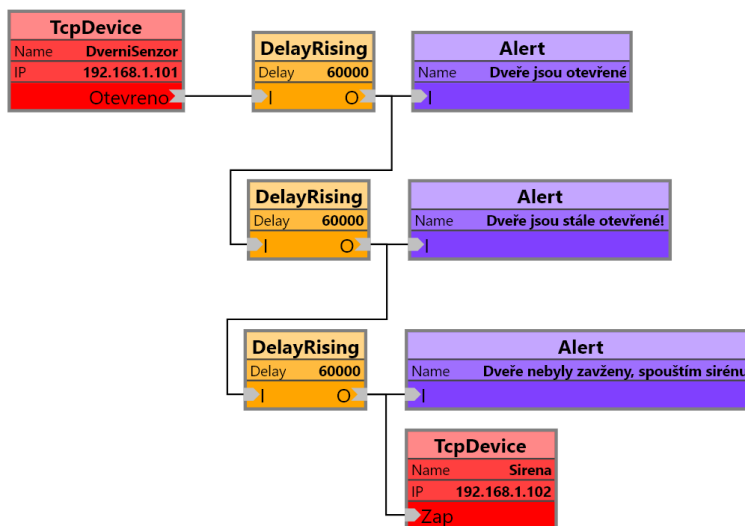 TcpDevice
Name DverniSenzor
IP 192.168.1.101
Otevreno
DelayRising
Delay 60000
I O
Alert
Name Dveře jsou otevřené
I
DelayRising
Delay 60000
I O
Alert
Name Dveře jsou stále otevřené!
I
DelayRising
Delay 60000
I O
Alert
Name Dveře nebyly zavženy, spouštím sirénu
I
TcpDevice
Name Sirena
IP 192.168.1.102
Zap